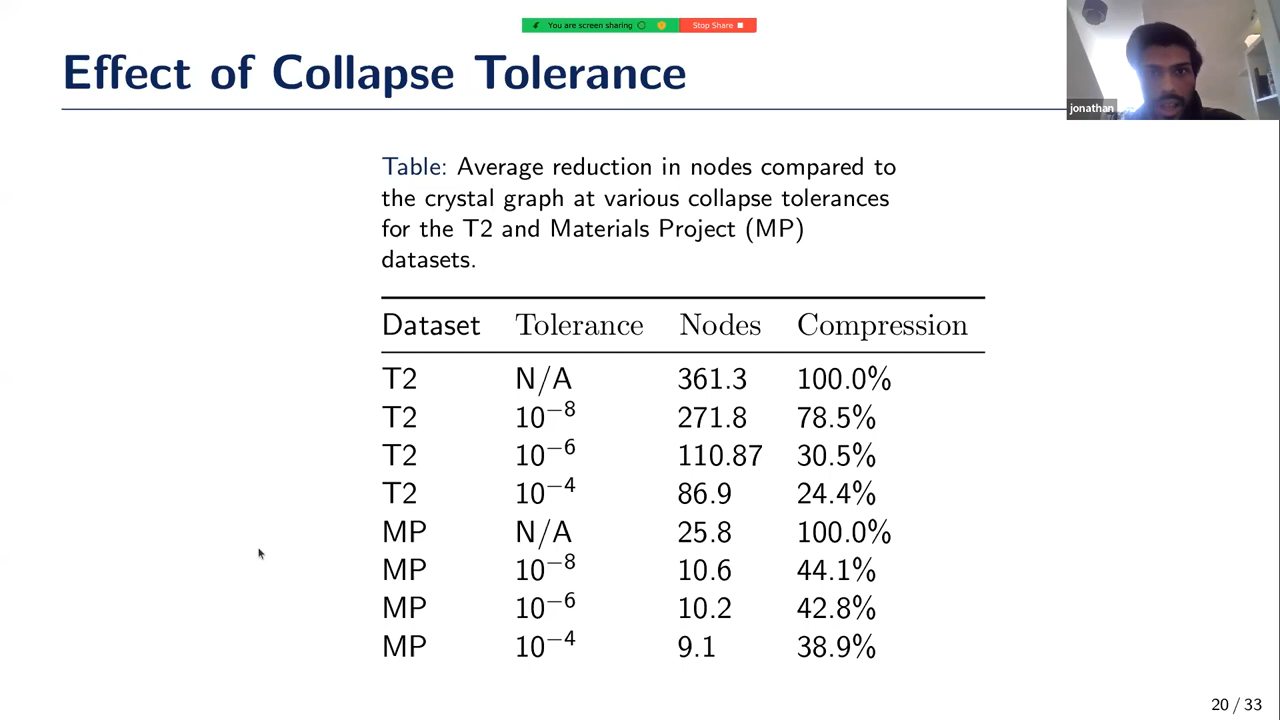 You are screen sharing
Stop Share
Effect of Collapse Tolerance
jonathan
Table: Average reduction in nodes compared to
the crystal graph at various collapse tolerances
for the T2 and Materials Project (MP)
datasets.
Dataset Tolerance Nodes Compression
T2 N/A 361.3 100.0%
T2 10⁻⁸ 271.8 78.5%
T2 10⁻⁶ 110.87 30.5%
T2 10⁻⁴ 86.9 24.4%
MP N/A 25.8 100.0%
MP 10⁻⁸ 10.6 44.1%
MP 10⁻⁶ 10.2 42.8%
MP 10⁻⁴ 9.1 38.9%
20 / 33